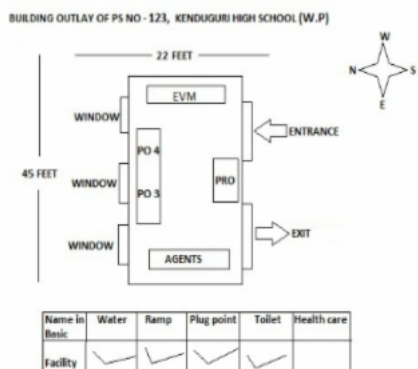 BUILDING OUTLAY OF PS NO - 123, KENDUGURI HIGH SCHOOL (W.P)
W
N
S
E
22 FEET
EVM
WINDOW
ENTRANCE
PO 4
45 FEET
WINDOW
PRO
PO 3
WINDOW
EXIT
AGENTS
Name in Basic Water Ramp Plug point Toilet Health care
Facility